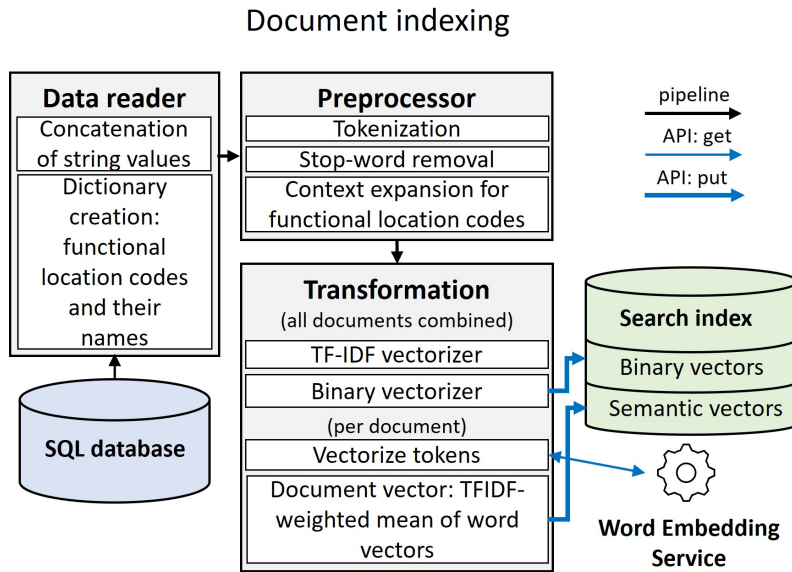 Document indexing
Data reader
Concatenation
of string values
Dictionary
creation:
functional
location codes
and their
names
SQL database
Preprocessor
Tokenization
Stop-word removal
Context expansion for
functional location codes
Transformation
(all documents combined)
TF-IDF vectorizer
Binary vectorizer
(per document)
Vectorize tokens
Document vector: TFIDF-
weighted mean of word
vectors
pipeline
API: get
API: put
Search index
Binary vectors
Semantic vectors
Word Embedding
Service